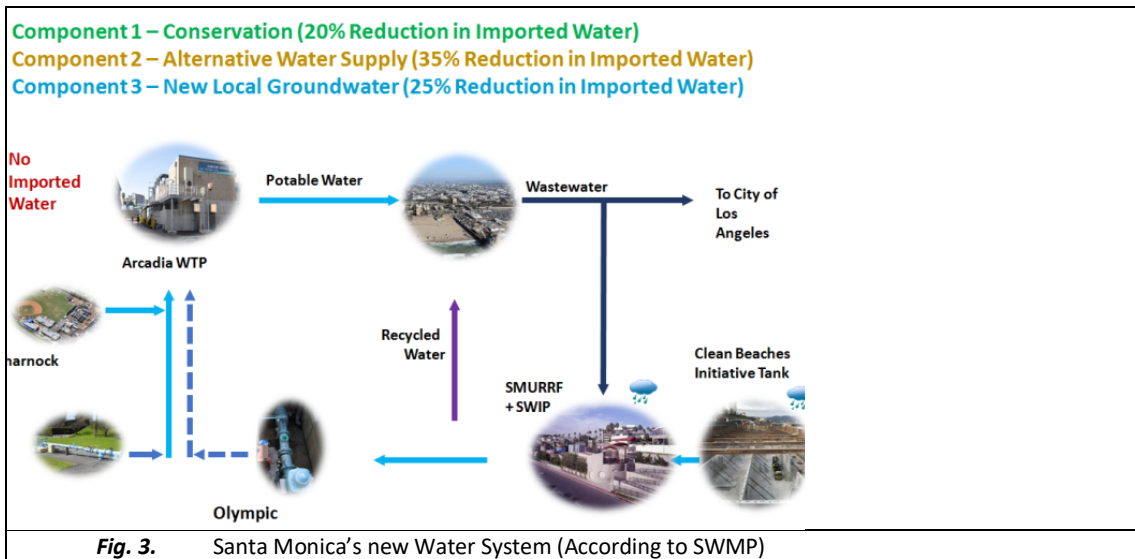 Component 1 – Conservation (20% Reduction in Imported Water)
Component 2 – Alternative Water Supply (35% Reduction in Imported Water)
Component 3 – New Local Groundwater (25% Reduction in Imported Water)
No
Imported
Water
Potable Water
Wastewater
To City of
Los
Angeles
Arcadia WTP
harnock
Recycled
Water
SMURRF
+ SWIP
Clean Beaches
Initiative Tank
Olympic
Fig. 3. Santa Monica’s new Water System (According to SWMP)